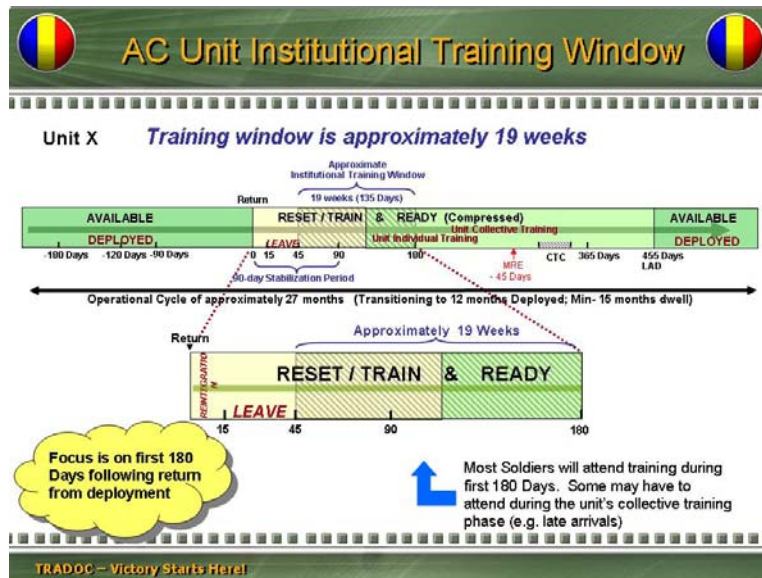 AC Unit Institutional Training Window
Unit X
Training window is approximately 19 weeks
Approximate
Institutional Training Window
19 weeks (135 Days)
Return
AVAILABLE
RESET / TRAIN & READY (Compressed)
AVAILABLE
Unit Collective Training
DEPLOYED
LEAVE
Unit Individual Training
DEPLOYED
-180 Days -120 Days -90 Days
0 15 45 90 180
MRE
- 45 Days
CTC
365 Days
455 Days
LAD
90-day Stabilization Period
Operational Cycle of approximately 27 months (Transitioning to 12 months Deployed; Min- 15 months dwell)
Approximately 19 Weeks
Return
REINTEGRATION
RESET / TRAIN & READY
LEAVE
15 45 90 180
Focus is on first 180
Days following return
from deployment
Most Soldiers will attend training during
first 180 Days. Some may have to
attend during the unit's collective training
phase (e.g. late arrivals)
TRADOC – Victory Starts Here!